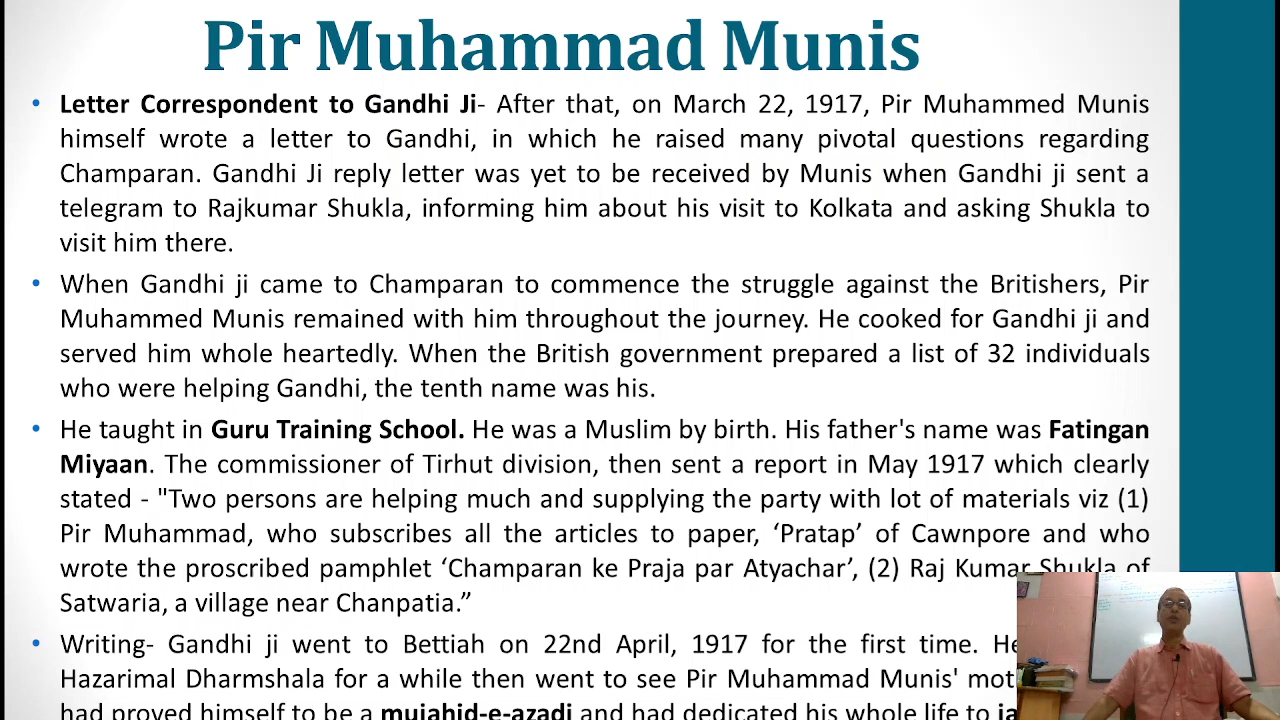 Pir Muhammad Munis
• Letter Correspondent to Gandhi Ji- After that, on March 22, 1917, Pir Muhammed Munis
himself wrote a letter to Gandhi, in which he raised many pivotal questions regarding
Champaran. Gandhi Ji reply letter was yet to be received by Munis when Gandhi ji sent a
telegram to Rajkumar Shukla, informing him about his visit to Kolkata and asking Shukla to
visit him there.
• When Gandhi ji came to Champaran to commence the struggle against the Britishers, Pir
Muhammed Munis remained with him throughout the journey. He cooked for Gandhi ji and
served him whole heartedly. When the British government prepared a list of 32 individuals
who were helping Gandhi, the tenth name was his.
• He taught in Guru Training School. He was a Muslim by birth. His father's name was Fatingan
Miyaan. The commissioner of Tirhut division, then sent a report in May 1917 which clearly
stated - "Two persons are helping much and supplying the party with lot of materials viz (1)
Pir Muhammad, who subscribes all the articles to paper, ‘Pratap’ of Cawnpore and who
wrote the proscribed pamphlet ‘Champaran ke Praja par Atyachar’, (2) Raj Kumar Shukla of
Satwaria, a village near Chanpatia.”
• Writing- Gandhi ji went to Bettiah on 22nd April, 1917 for the first time. He
Hazarimal Dharmshala for a while then went to see Pir Muhammad Munis' mot
had proved himself to be a mujahid-e-azadi and had dedicated his whole life to